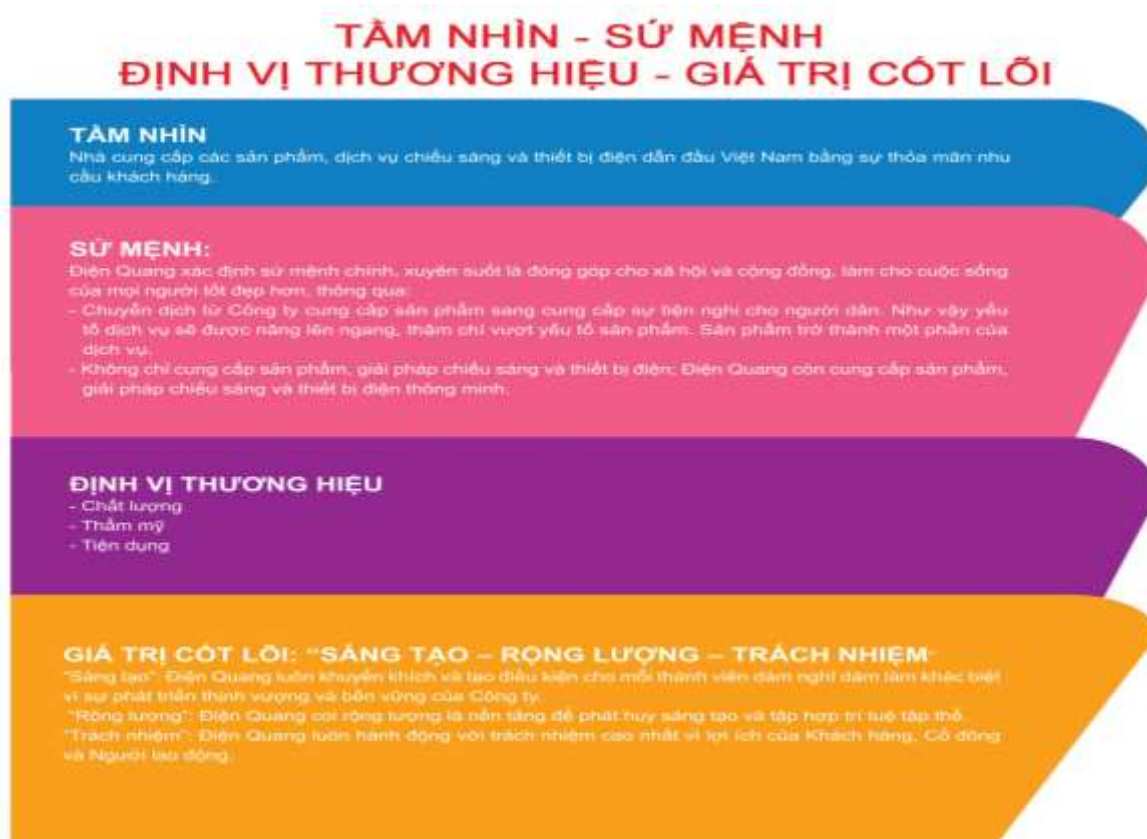 TẦM NHÌN - SỨ MỆNH
ĐỊNH VỊ THƯƠNG HIỆU - GIÁ TRỊ CỐT LÕI
TẦM NHÌN
Nhà cung cấp các sản phẩm, dịch vụ chiếu sáng và thiết bị điện dẫn đầu Việt Nam bằng sự thỏa mãn nhu
cầu khách hàng.
SỨ MỆNH:
Điện Quang xác định sứ mệnh chính, xuyên suốt là đóng góp cho xã hội và cộng đồng, làm cho cuộc sống
của mọi người tốt đẹp hơn, thông qua:
- Chuyển dịch từ Công ty cung cấp sản phẩm sang cung cấp sự tiện nghi cho người dân. Như vậy yếu
tố dịch vụ sẽ được nâng lên ngang, thậm chí vượt yếu tố sản phẩm. Sản phẩm trở thành một phần của
dịch vụ.
- Không chỉ cung cấp sản phẩm, giải pháp chiếu sáng và thiết bị điện; Điện Quang còn cung cấp sản phẩm,
giải pháp chiếu sáng và thiết bị điện thông minh.
ĐỊNH VỊ THƯƠNG HIỆU
- Chất lượng
- Thẩm mỹ
- Tiện dụng
GIÁ TRỊ CỐT LÕI: "SÁNG TẠO – RỘNG LƯỢNG – TRÁCH NHIỆM"
"Sáng tạo": Điện Quang luôn khuyến khích và tạo điều kiện cho mỗi thành viên dám nghĩ dám làm khác biệt
vì sự phát triển thịnh vượng và bền vững của Công ty.
"Rộng lượng": Điện Quang coi rộng lượng là nền tảng để phát huy sáng tạo và tập hợp trí tuệ tập thể.
"Trách nhiệm": Điện Quang luôn hành động với trách nhiệm cao nhất vì lợi ích của Khách hàng, Cổ đông
và Người lao động.